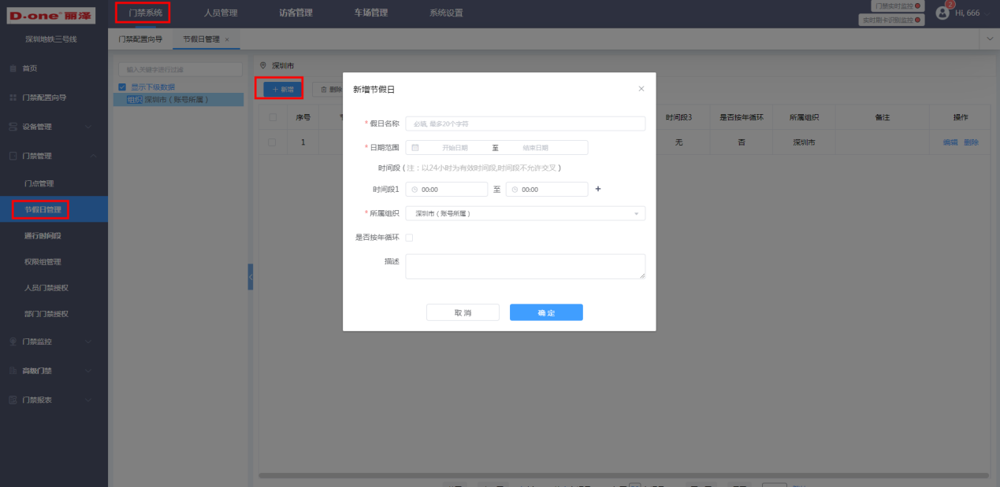 D-one 丽泽
门禁系统
人员管理
访客管理
车场管理
系统设置
门禁实时监控
实时刷卡识别监控
2
HI, 666
深圳地铁三号线
门禁配置向导
节假日管理 ×
首页
门禁配置向导
设备管理
门禁管理
门点管理
节假日管理
通行时间段
权限组管理
人员门禁授权
部门门禁授权
门禁监控
高级门禁
门禁报表
输入关键字进行过滤
显示下级数据
组织 深圳市 ( 账号所属 )
深圳市
+ 新增
删除
序号
时间段3
是否按年循环
所属组织
备注
操作
1
无
否
深圳市
编辑 删除
新增节假日 ×
* 假日名称 必填, 最多20个字符
* 日期范围 开始日期 至 结束日期
时间段 ( 注：以24小时为有效时间段,时间段不允许交叉 )
时间段1 00:00 至 00:00 +
* 所属组织 深圳市 ( 账号所属 )
是否按年循环
描述
取 消
确 定